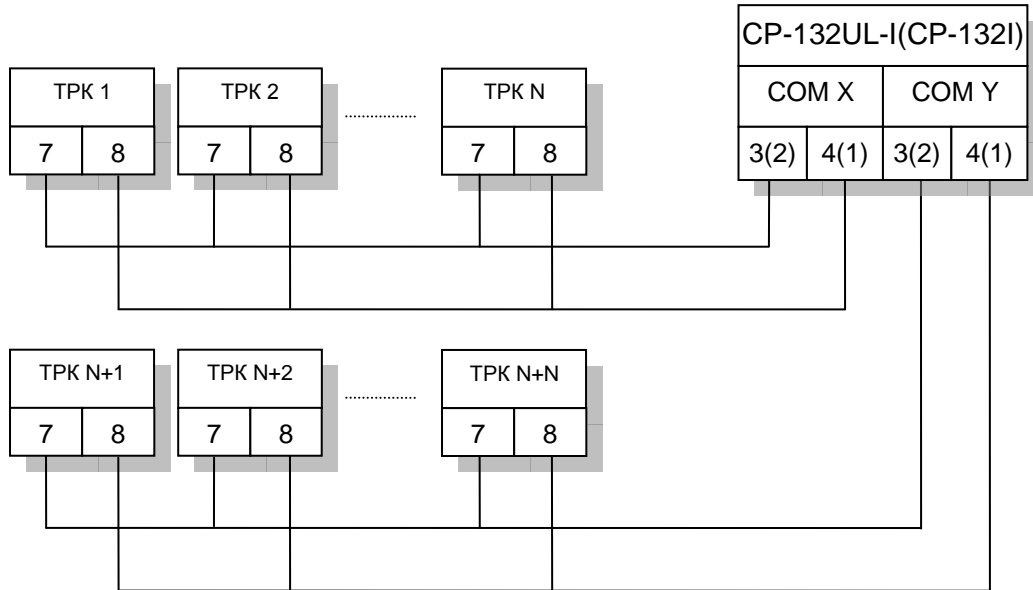 CP-132UL-I(CP-132I)
COM X COM Y
3(2) 4(1) 3(2) 4(1)
ТРК 1 ТРК 2 ТРК N
7 8 7 8 7 8
ТРК N+1 ТРК N+2 ТРК N+N
7 8 7 8 7 8